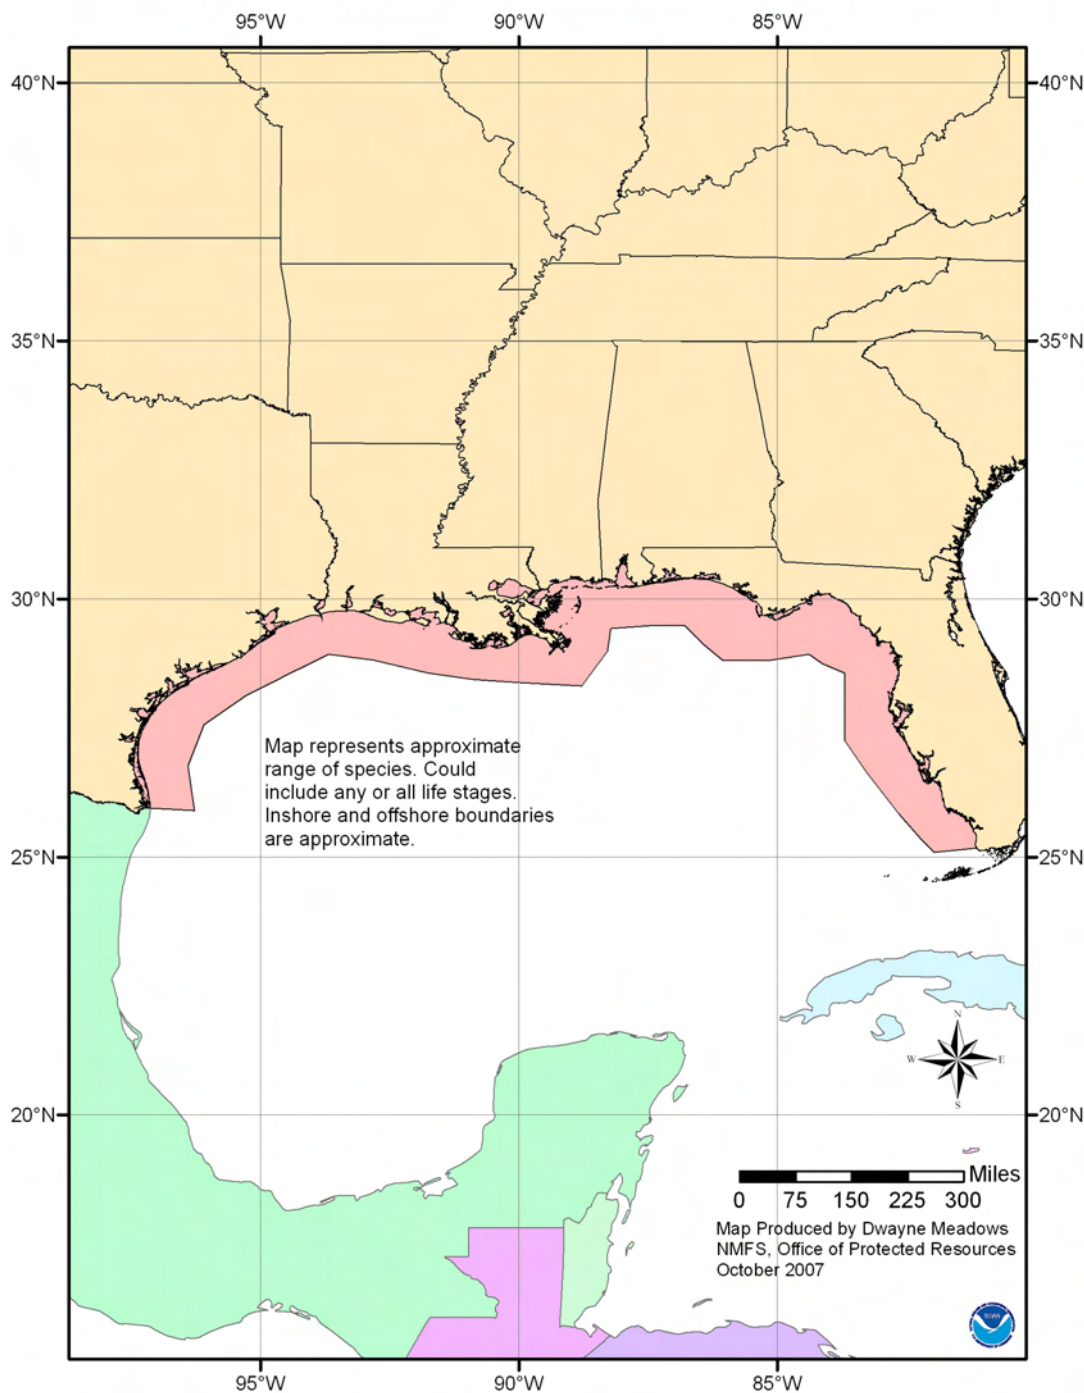 95°W 90°W 85°W
40°N 40°N
35°N 35°N
30°N 30°N
Map represents approximate
range of species. Could
include any or all life stages.
Inshore and offshore boundaries
are approximate.
25°N 25°N
N
W E
S
20°N 20°N
Miles
0 75 150 225 300
Map Produced by Dwayne Meadows
NMFS, Office of Protected Resources
October 2007
95°W 90°W 85°W